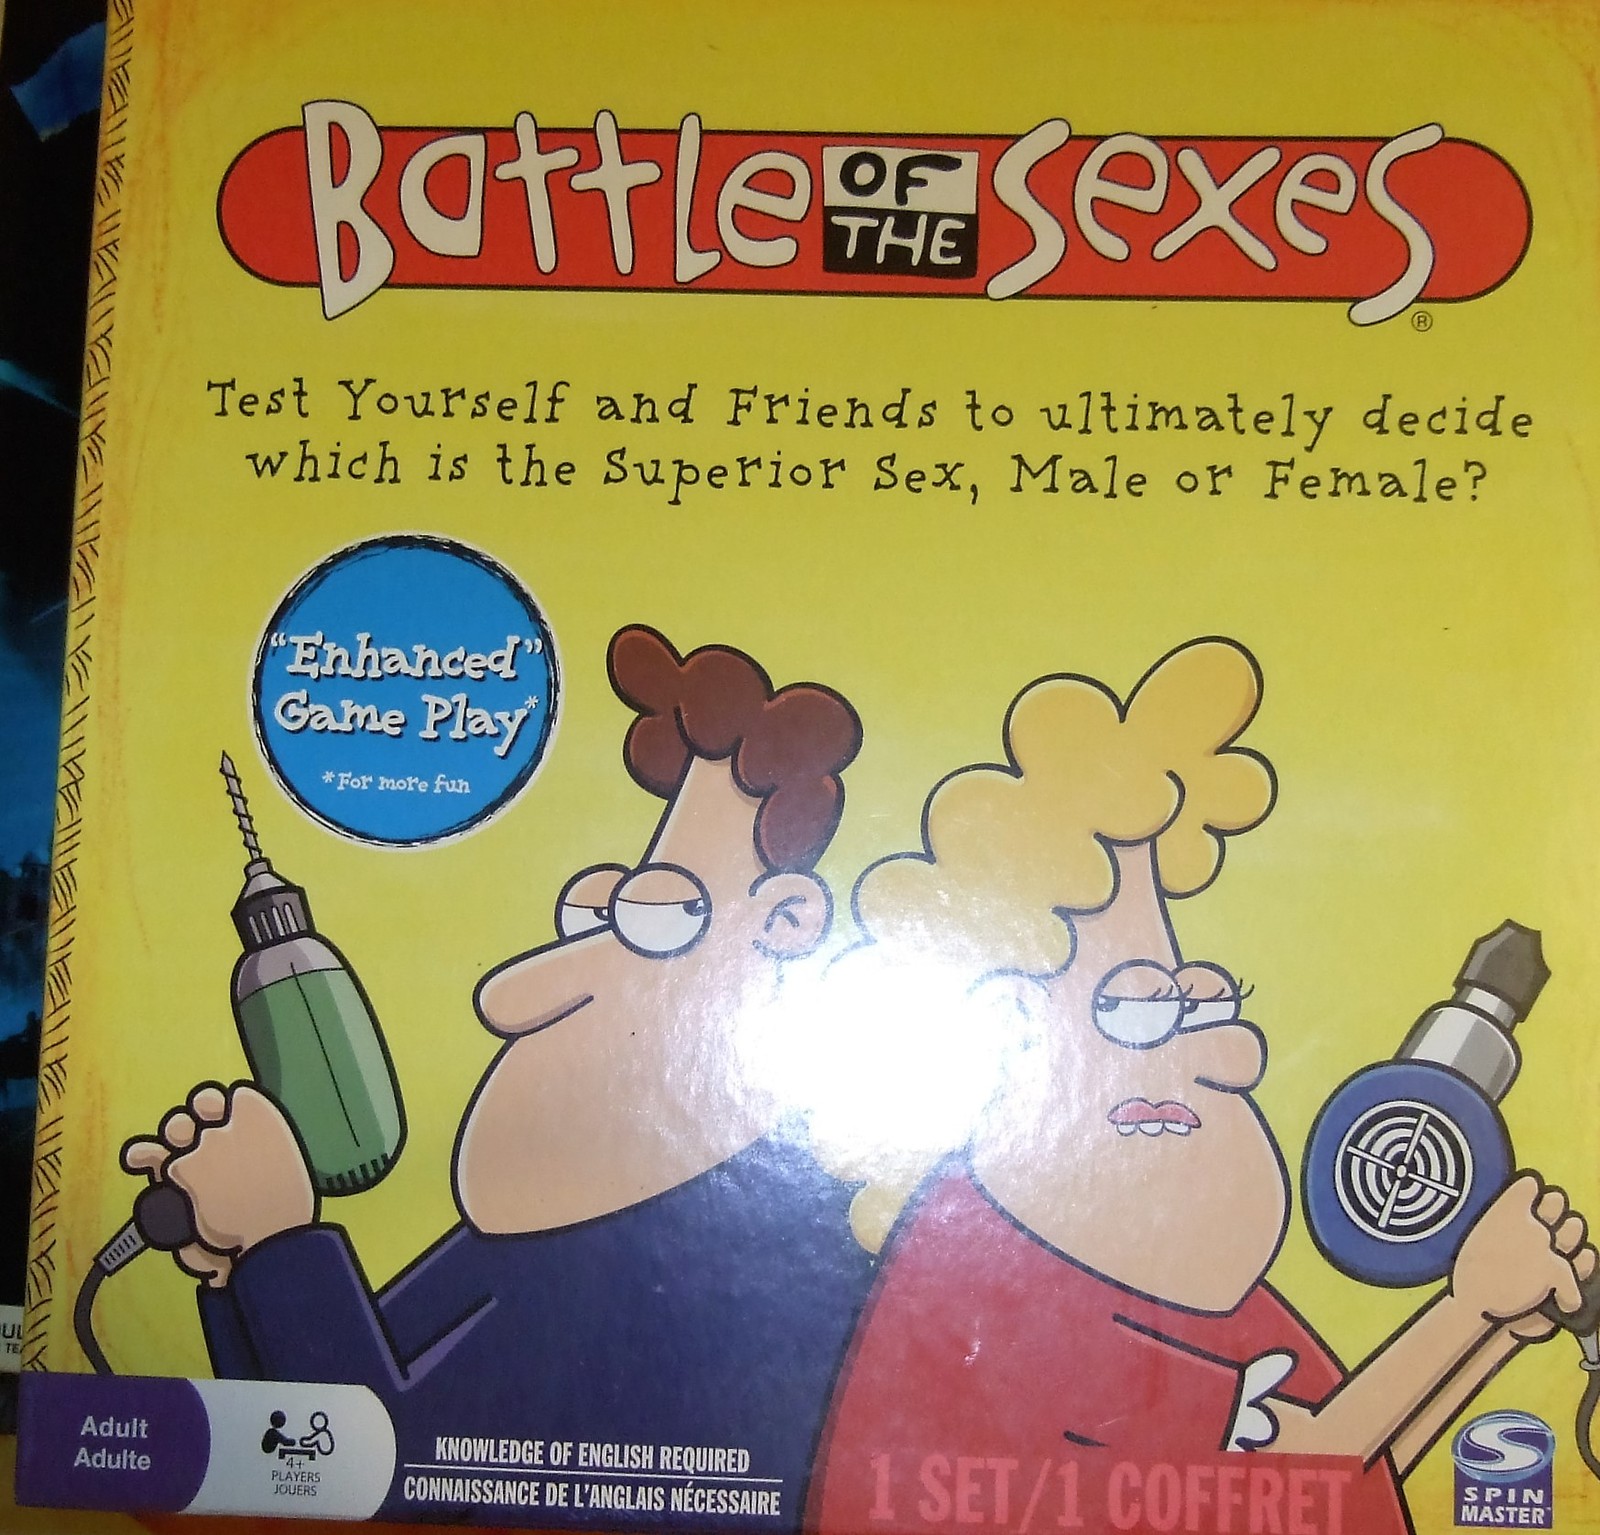 Battle OF THE Sexes
®
Test Yourself and Friends to ultimately decide
which is the Superior Sex, Male or Female?
"Enhanced"
Game Play*
*For more fun
Adult
Adulte
4+
PLAYERS
JOUERS
KNOWLEDGE OF ENGLISH REQUIRED
CONNAISSANCE DE L'ANGLAIS NÉCESSAIRE
1 SET/1 COFFRET
SPIN
MASTER